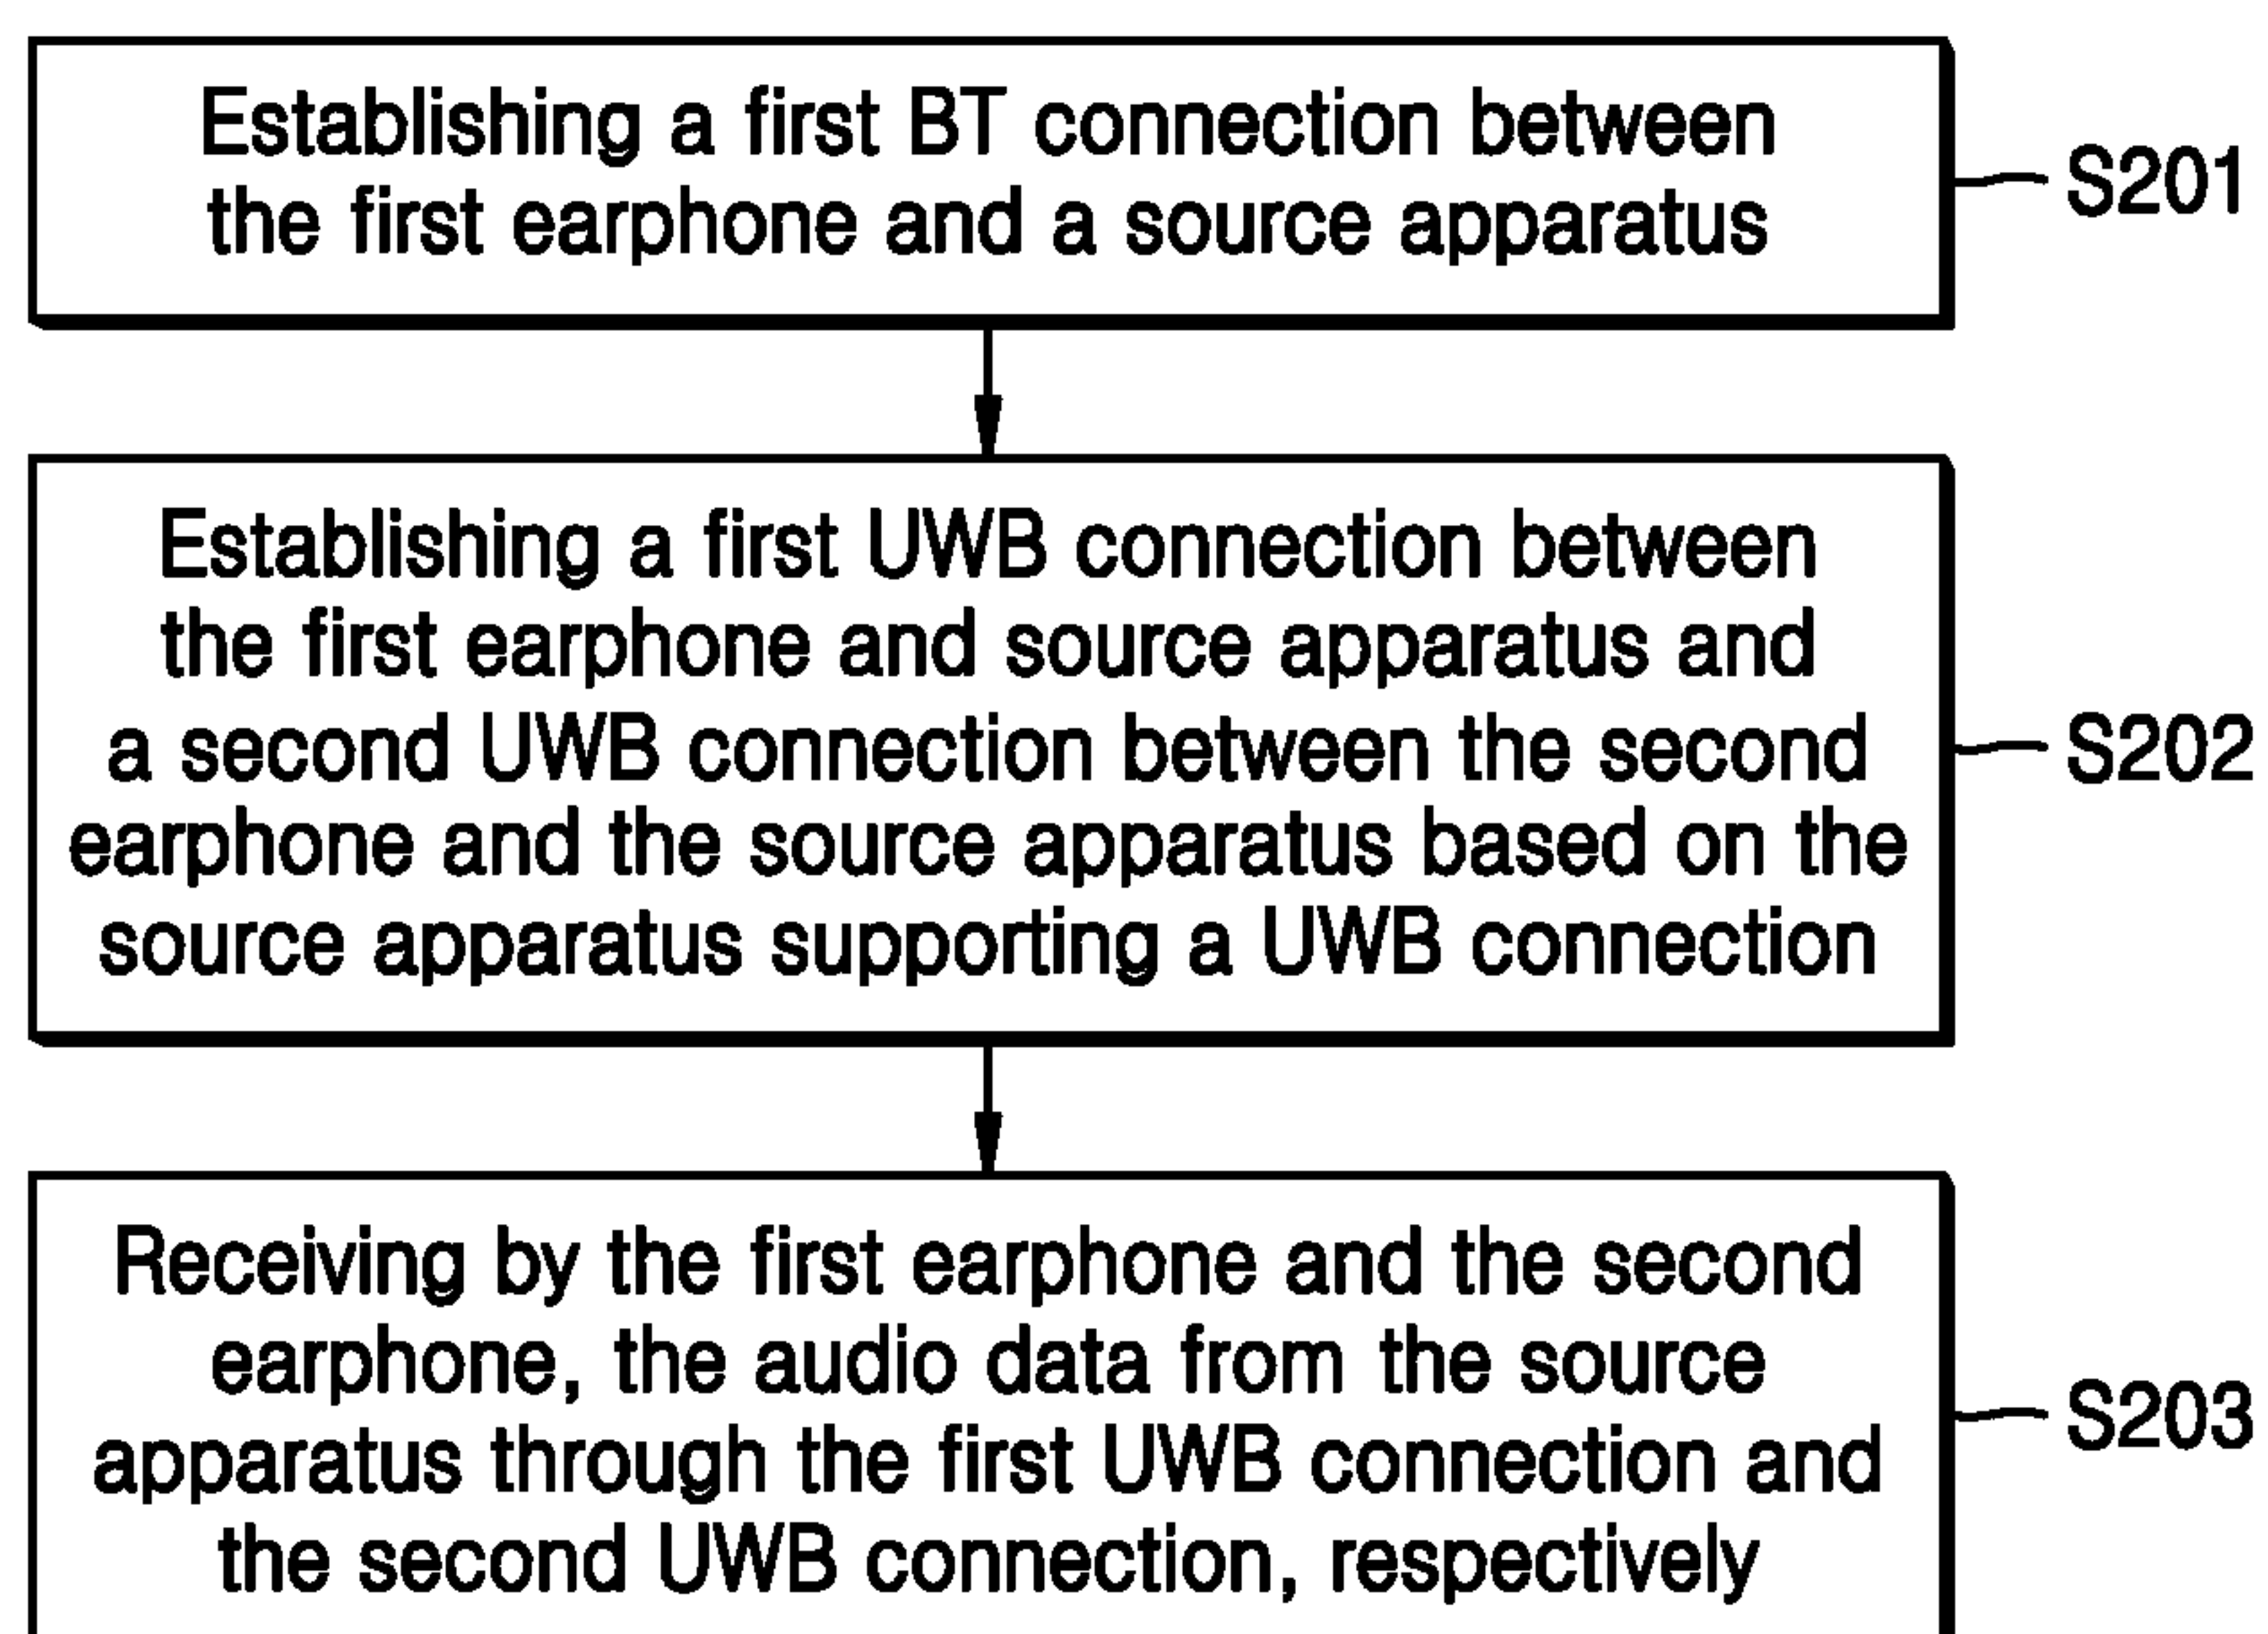 Establishing a first BT connection between
the first earphone and a source apparatus
S201
Establishing a first UWB connection between
the first earphone and source apparatus and
a second UWB connection between the second
earphone and the source apparatus based on the
source apparatus supporting a UWB connection
S202
Receiving by the first earphone and the second
earphone, the audio data from the source
apparatus through the first UWB connection and
the second UWB connection, respectively
S203